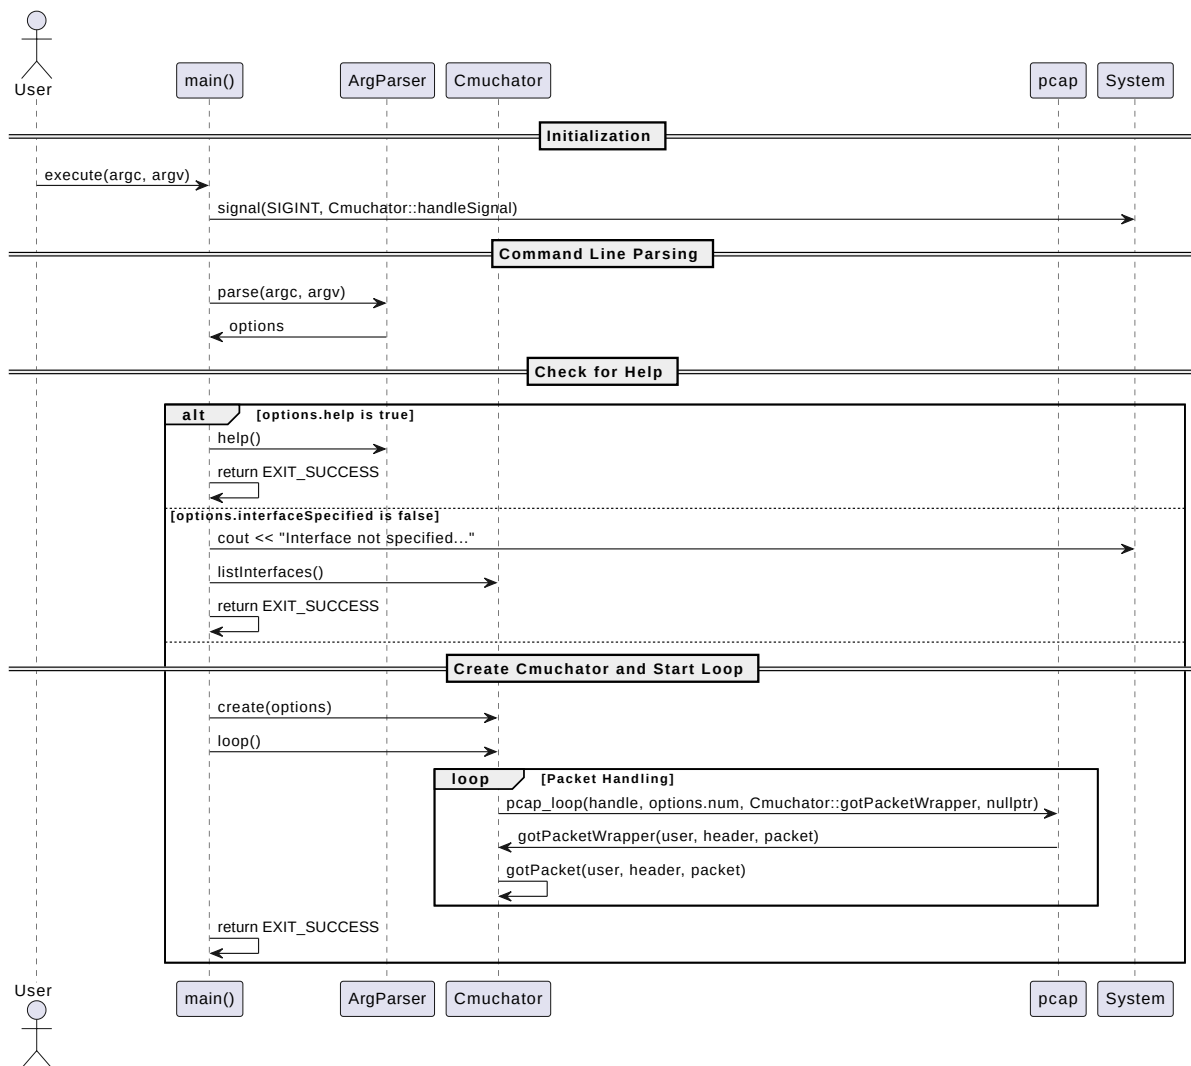 User
main()
ArgParser
Cmuchator
pcap
System
Initialization
execute(argc, argv)
signal(SIGINT, Cmuchator::handleSignal)
Command Line Parsing
parse(argc, argv)
options
Check for Help
alt [options.help is true]
help()
return EXIT_SUCCESS
[options.interfaceSpecified is false]
cout << "Interface not specified..."
listInterfaces()
return EXIT_SUCCESS
Create Cmuchator and Start Loop
create(options)
loop()
loop [Packet Handling]
pcap_loop(handle, options.num, Cmuchator::gotPacketWrapper, nullptr)
gotPacketWrapper(user, header, packet)
gotPacket(user, header, packet)
return EXIT_SUCCESS
User
main()
ArgParser
Cmuchator
pcap
System